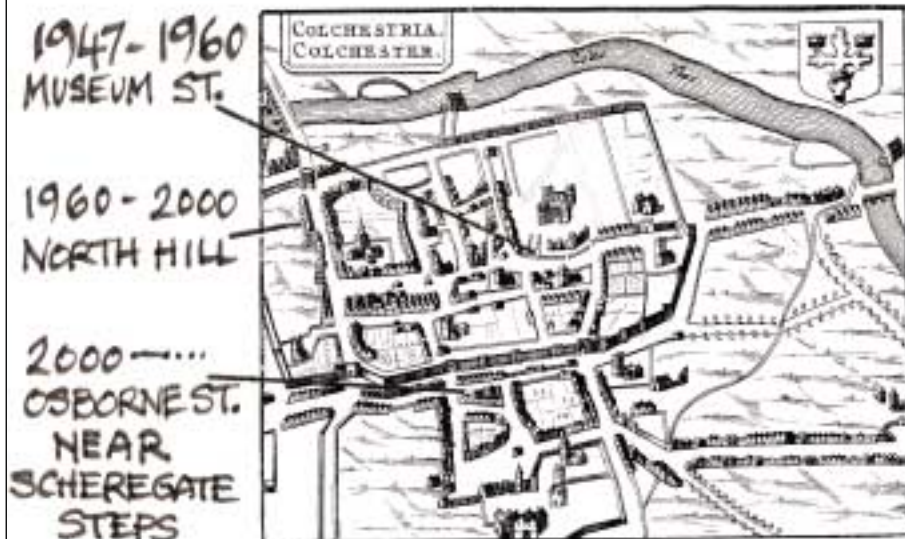 1947-1960
MUSEUM ST.
1960-2000
NORTH HILL
2000-....
OSBORNE ST.
NEAR
SCHEREGATE
STEPS
COLCHESTRIA.
COLCHESTER.